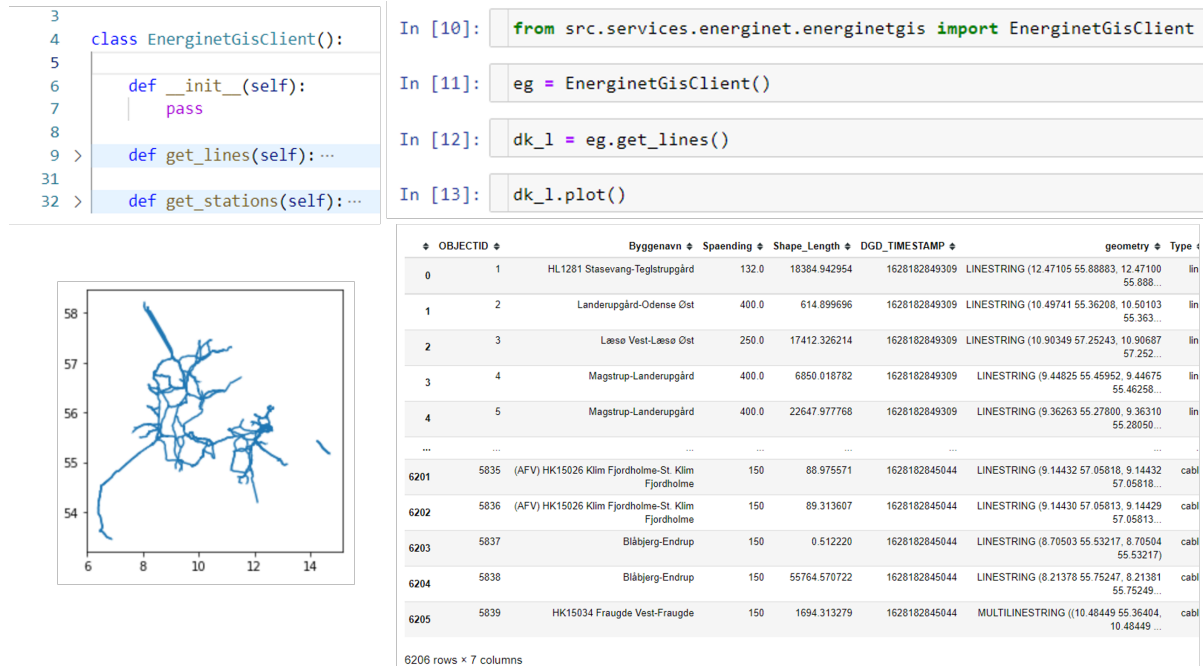 3
4 class EnerginetGisClient():
5
6 def __init__(self):
7 pass
8
9 > def get_lines(self): ···
31
32 > def get_stations(self): ···
In [10]: from src.services.energinet.energinetgis import EnerginetGisClient
In [11]: eg = EnerginetGisClient()
In [12]: dk_l = eg.get_lines()
In [13]: dk_l.plot()
58
57
56
55
54
6 8 10 12 14
OBJECTID Byggenavn Spaending Shape_Length DGD_TIMESTAMP geometry Type
0 1 HL1281 Stasevang-Teglstrupgård 132.0 18384.942954 1628182849309 LINESTRING (12.47105 55.88883, 12.47100 lin
55.888...
1 2 Landerupgård-Odense Øst 400.0 614.899696 1628182849309 LINESTRING (10.49741 55.36208, 10.50103 lin
55.363...
2 3 Læsø Vest-Læsø Øst 250.0 17412.326214 1628182849309 LINESTRING (10.90349 57.25243, 10.90687 lin
57.252...
3 4 Magstrup-Landerupgård 400.0 6850.018782 1628182849309 LINESTRING (9.44825 55.45952, 9.44675 lin
55.46258...
4 5 Magstrup-Landerupgård 400.0 22647.977768 1628182849309 LINESTRING (9.36263 55.27800, 9.36310 lin
55.28050...
... ... ... ... ... ... ...
6201 5835 (AFV) HK15026 Klim Fjordholme-St. Klim 150 88.975571 1628182845044 LINESTRING (9.14432 57.05818, 9.14432 cabl
Fjordholme 57.05818...
6202 5836 (AFV) HK15026 Klim Fjordholme-St. Klim 150 89.313607 1628182845044 LINESTRING (9.14430 57.05813, 9.14429 cabl
Fjordholme 57.05813...
6203 5837 Blåbjerg-Endrup 150 0.512220 1628182845044 LINESTRING (8.70503 55.53217, 8.70504 cabl
55.53217)
6204 5838 Blåbjerg-Endrup 150 55764.570722 1628182845044 LINESTRING (8.21378 55.75247, 8.21381 cabl
55.75249...
6205 5839 HK15034 Fraugde Vest-Fraugde 150 1694.313279 1628182845044 MULTILINESTRING ((10.48449 55.36404, cabl
10.48449 ...
6206 rows × 7 columns